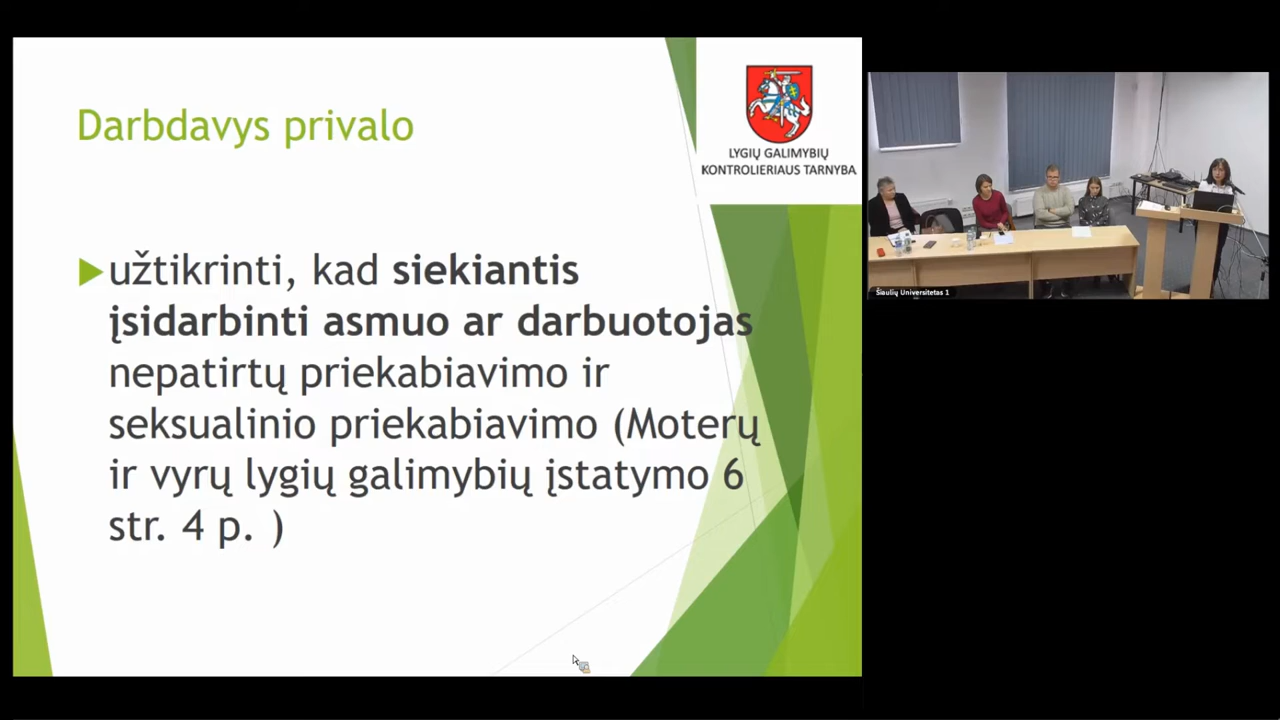 Darbdavys privalo
LYGIŲ GALIMYBIŲ
KONTROLIERIAUS TARNYBA
užtikrinti, kad siekiantis
įsidarbinti asmuo ar darbuotojas
nepatirtų priekabiavimo ir
seksualinio priekabiavimo (Moterų
ir vyrų lygių galimybių įstatymo 6
str. 4 p. )
Šiaulių Universitetas 1